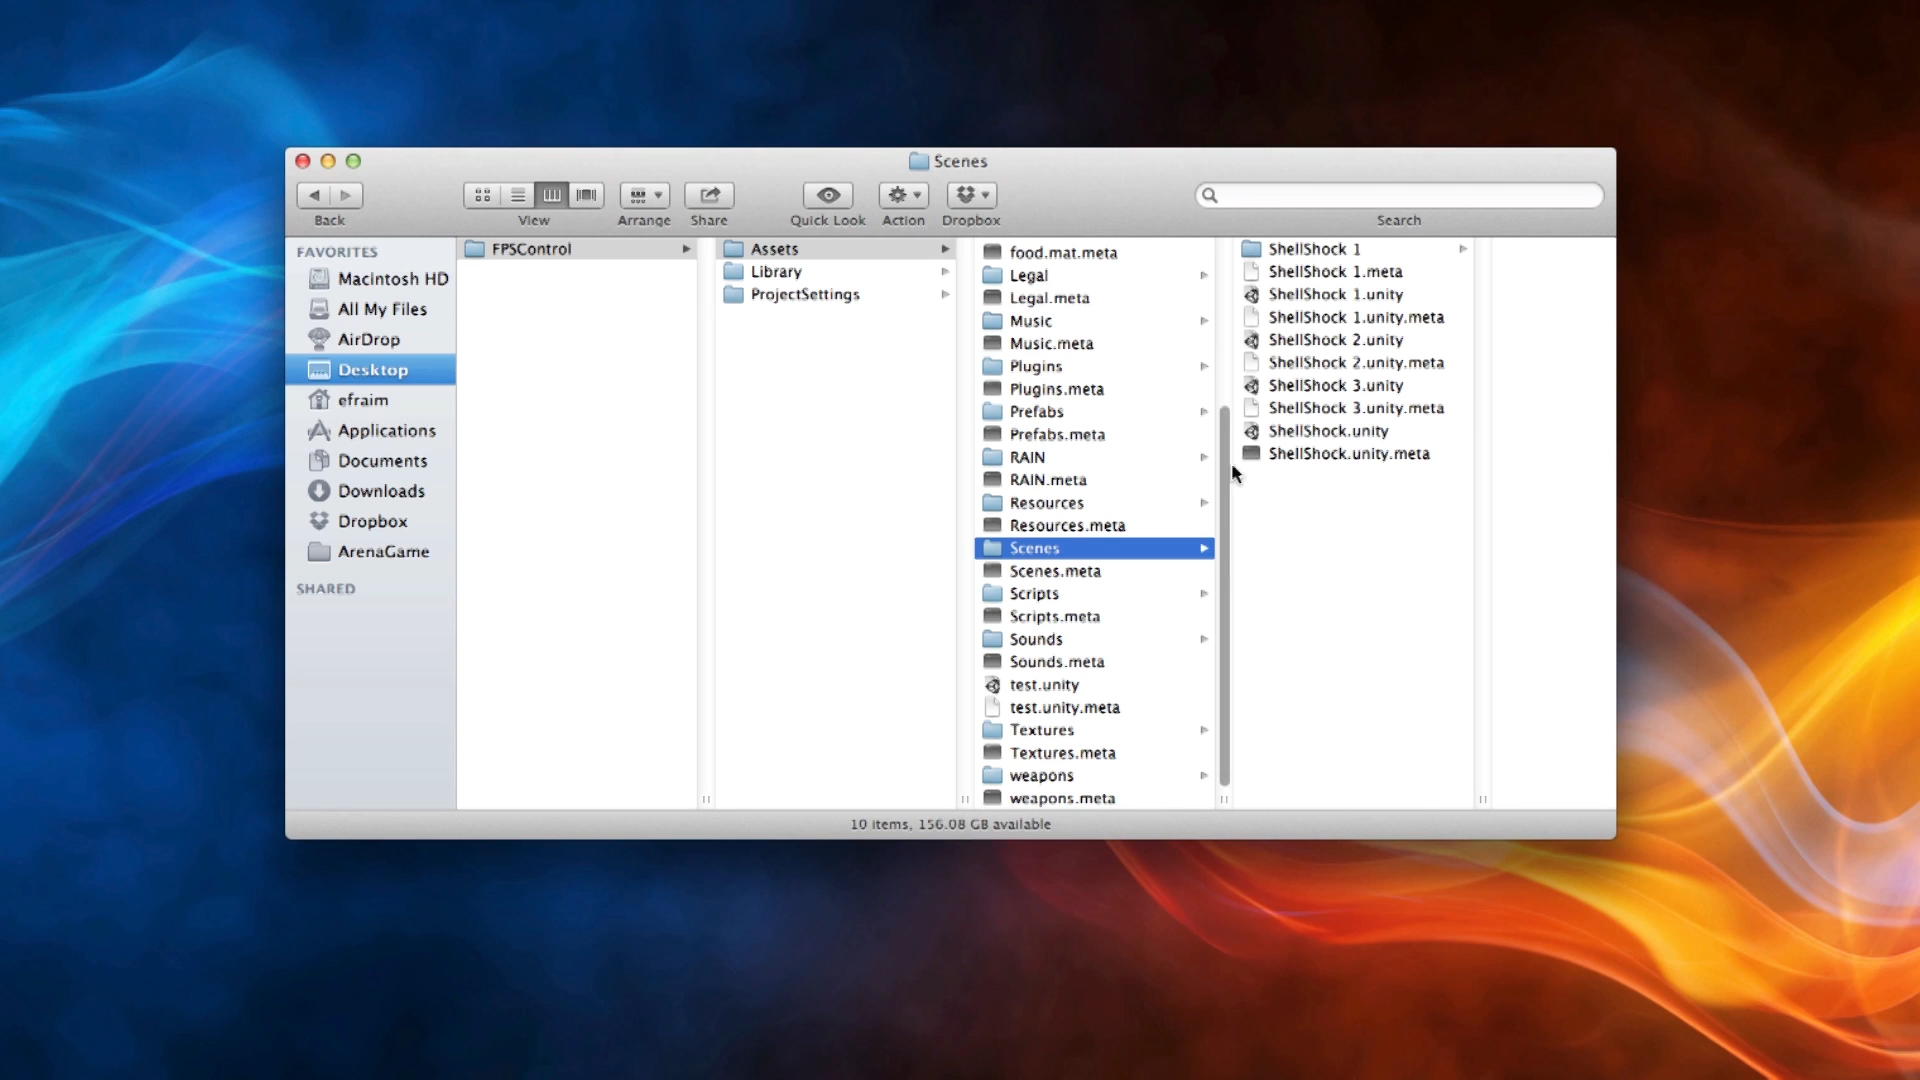 Scenes
Back
View
Arrange
Share
Quick Look
Action
Dropbox
Search
FAVORITES
Macintosh HD
All My Files
AirDrop
Desktop
efraim
Applications
Documents
Downloads
Dropbox
ArenaGame
SHARED
FPSControl
Assets
Library
ProjectSettings
food.mat.meta
Legal
Legal.meta
Music
Music.meta
Plugins
Plugins.meta
Prefabs
Prefabs.meta
RAIN
RAIN.meta
Resources
Resources.meta
Scenes
Scenes.meta
Scripts
Scripts.meta
Sounds
Sounds.meta
test.unity
test.unity.meta
Textures
Textures.meta
weapons
weapons.meta
ShellShock 1
ShellShock 1.meta
ShellShock 1.unity
ShellShock 1.unity.meta
ShellShock 2.unity
ShellShock 2.unity.meta
ShellShock 3.unity
ShellShock 3.unity.meta
ShellShock.unity
ShellShock.unity.meta
10 items, 156.08 GB available